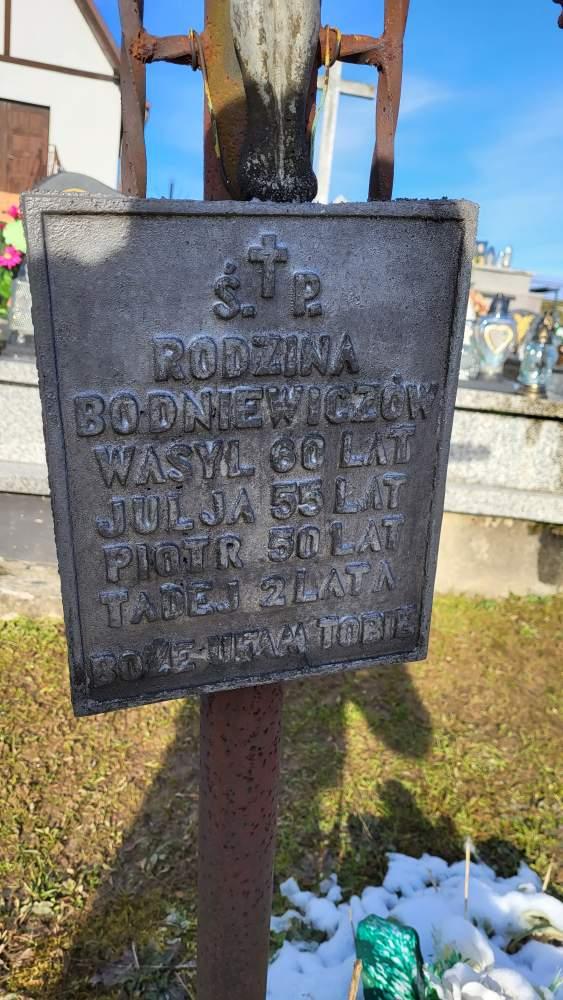 Ś. P.
RODZINA
BODNIEWICZÓW
WASYL 60 LAT
JULJA 55 LAT
PIOTR 50 LAT
TADEJ 2 LATA
BOŻE UFAM TOBIE